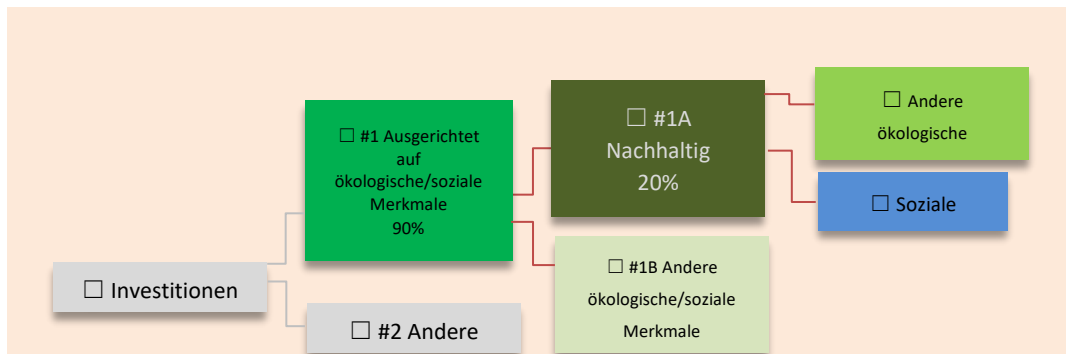 ☐ Investitionen
☐ #1 Ausgerichtet
auf
ökologische/soziale
Merkmale
90%
☐ #2 Andere
☐ #1A
Nachhaltig
20%
☐ #1B Andere
ökologische/soziale
Merkmale
☐ Andere
ökologische
☐ Soziale